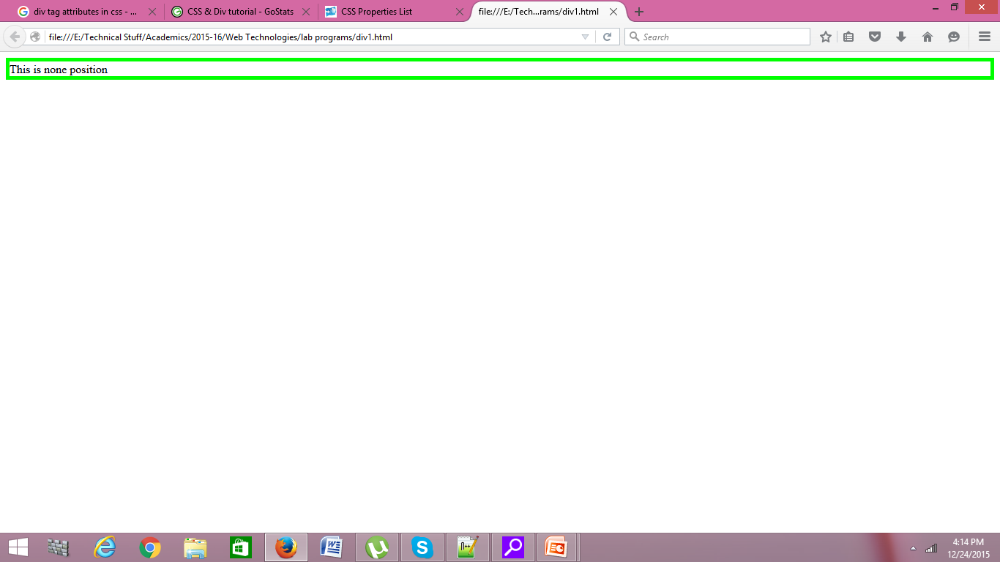 div tag attributes in css - ...
CSS & Div tutorial - GoStats
CSS Properties List
file:///E:/Tech...rams/div1.html
file:///E:/Technical Stuff/Academics/2015-16/Web Technologies/lab programs/div1.html
Search
This is none position
4:14 PM
12/24/2015